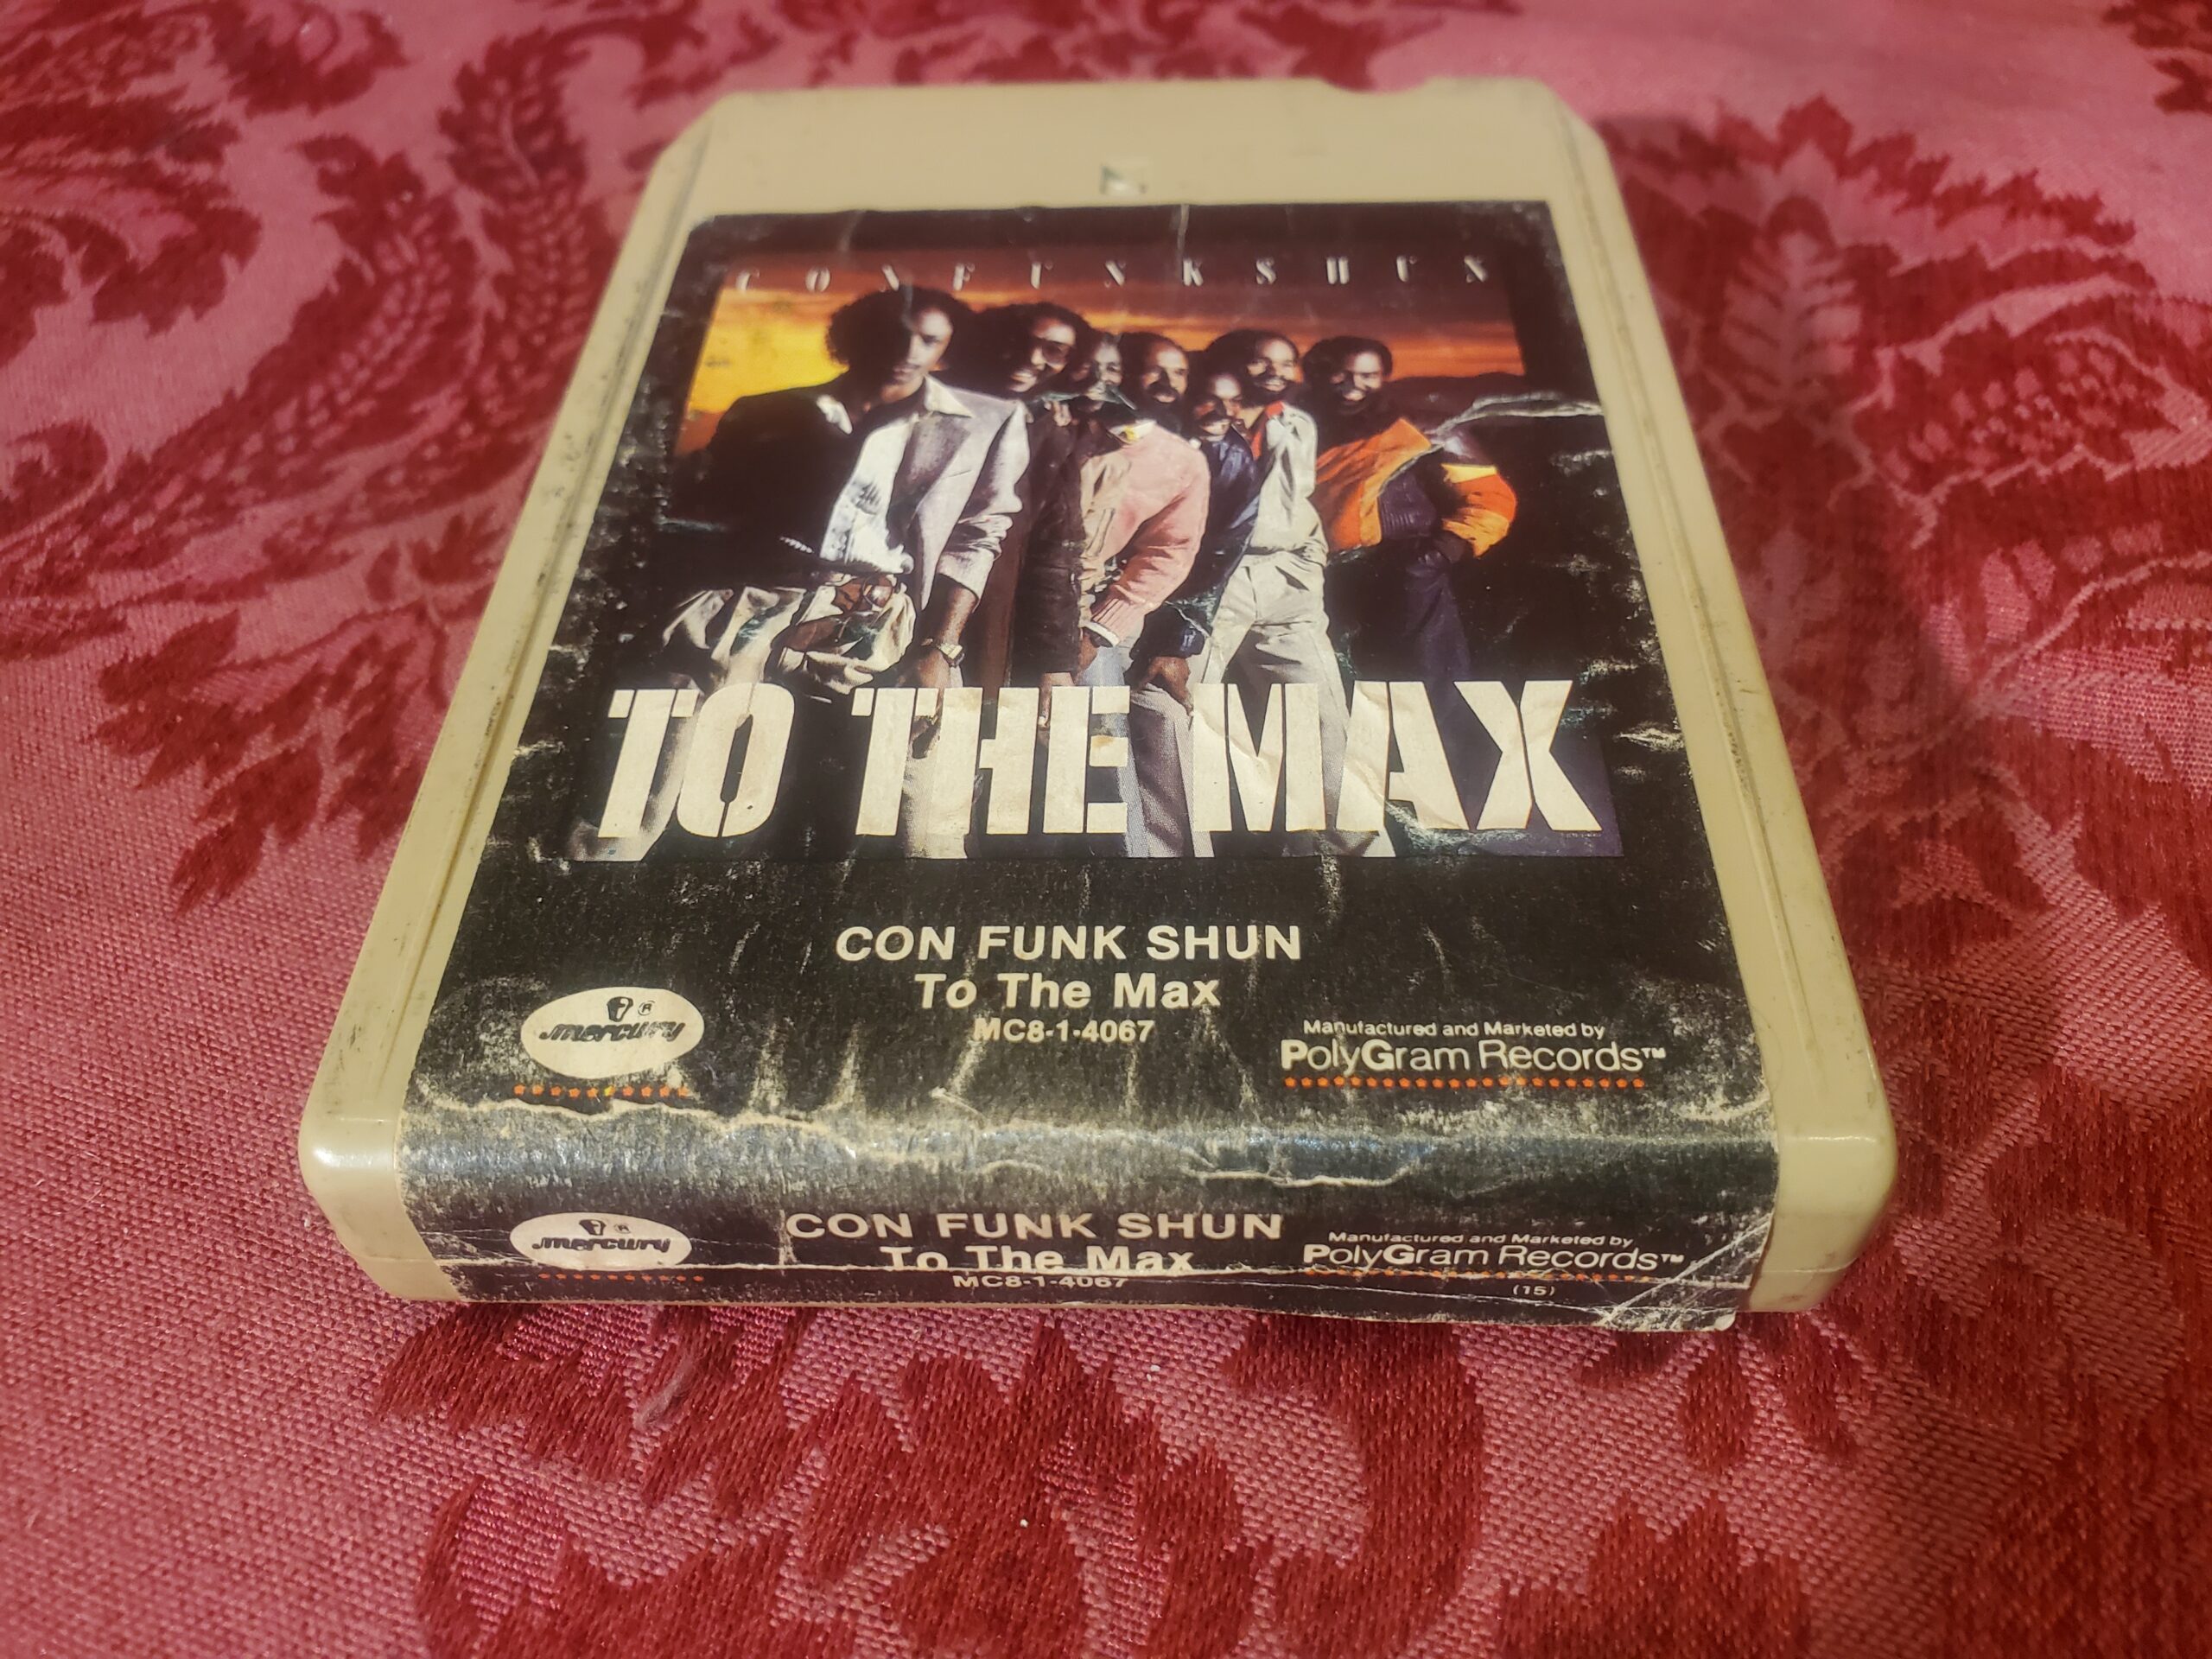 CONFUNKSHUN
TO THE MAX
CON FUNK SHUN
To The Max
MC8-1-4067
mercury ®
Manufactured and Marketed by
PolyGram Records™
mercury ®
CON FUNK SHUN
To The Max
MC8-1-4067
Manufactured and Marketed by
PolyGram Records™
(15)